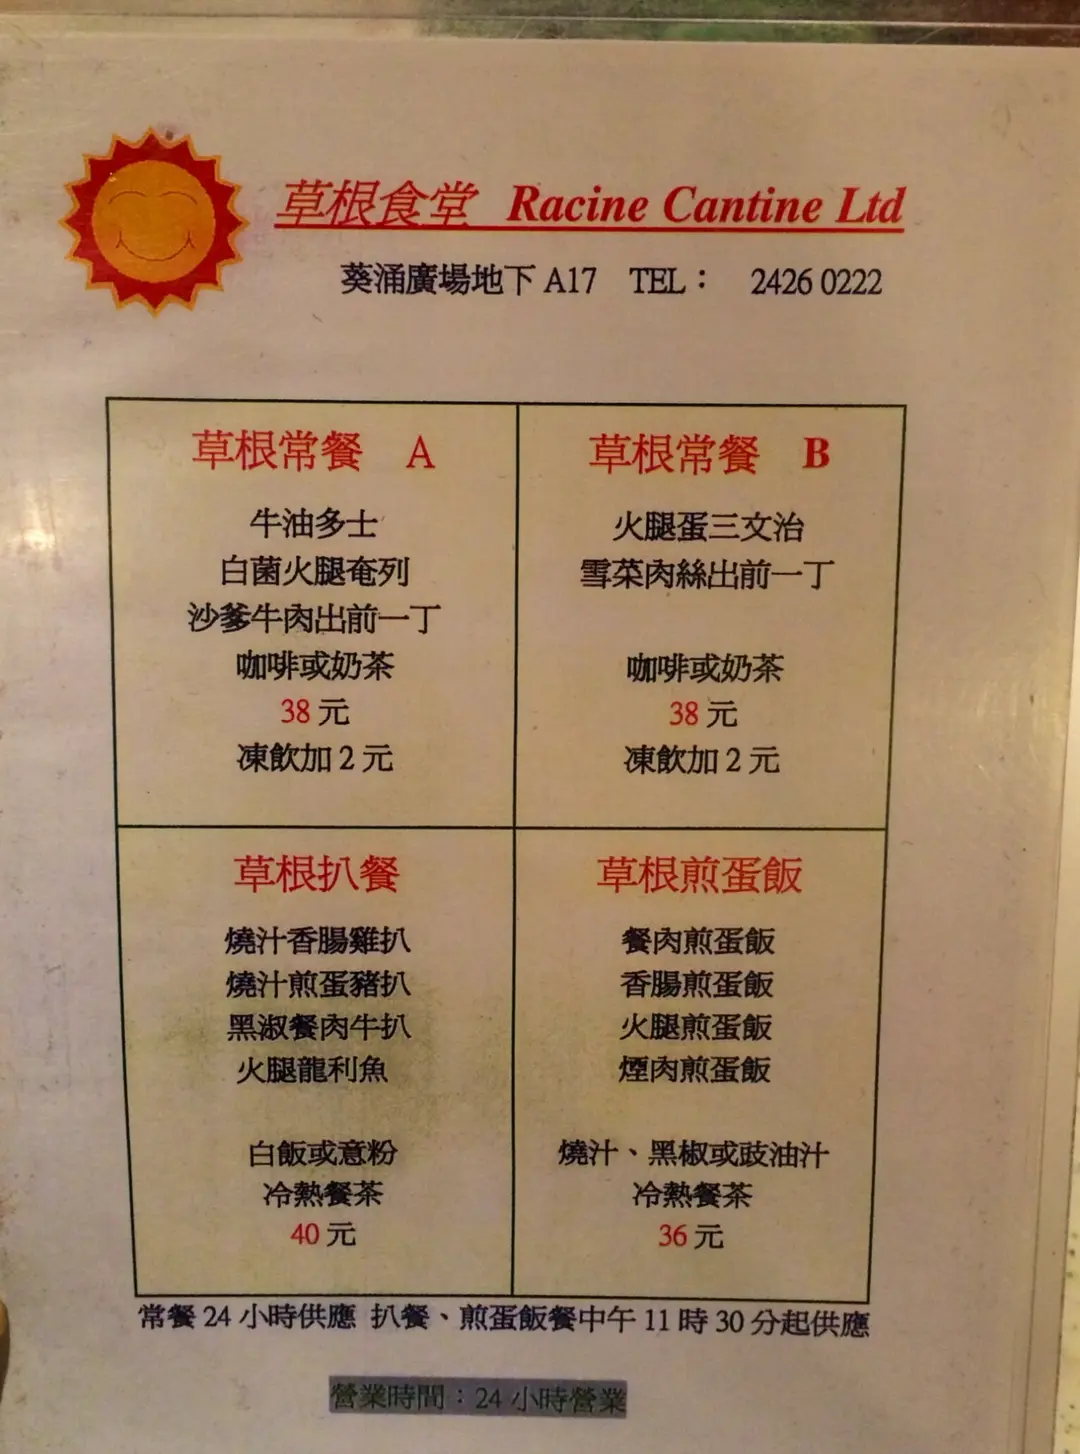 草根食堂 Racine Cantine Ltd
葵涌廣場地下 A17 TEL： 2426 0222
草根常餐 A
牛油多士
白菌火腿奄列
沙爹牛肉出前一丁
咖啡或奶茶
38 元
凍飲加 2 元
草根常餐 B
火腿蛋三文治
雪菜肉絲出前一丁
咖啡或奶茶
38 元
凍飲加 2 元
草根扒餐
燒汁香腸雞扒
燒汁煎蛋豬扒
黑淑餐肉牛扒
火腿龍利魚
白飯或意粉
冷熱餐茶
40 元
草根煎蛋飯
餐肉煎蛋飯
香腸煎蛋飯
火腿煎蛋飯
煙肉煎蛋飯
燒汁、黑椒或豉油汁
冷熱餐茶
36 元
常餐 24 小時供應 扒餐、煎蛋飯餐中午 11 時 30 分起供應
營業時間：24 小時營業